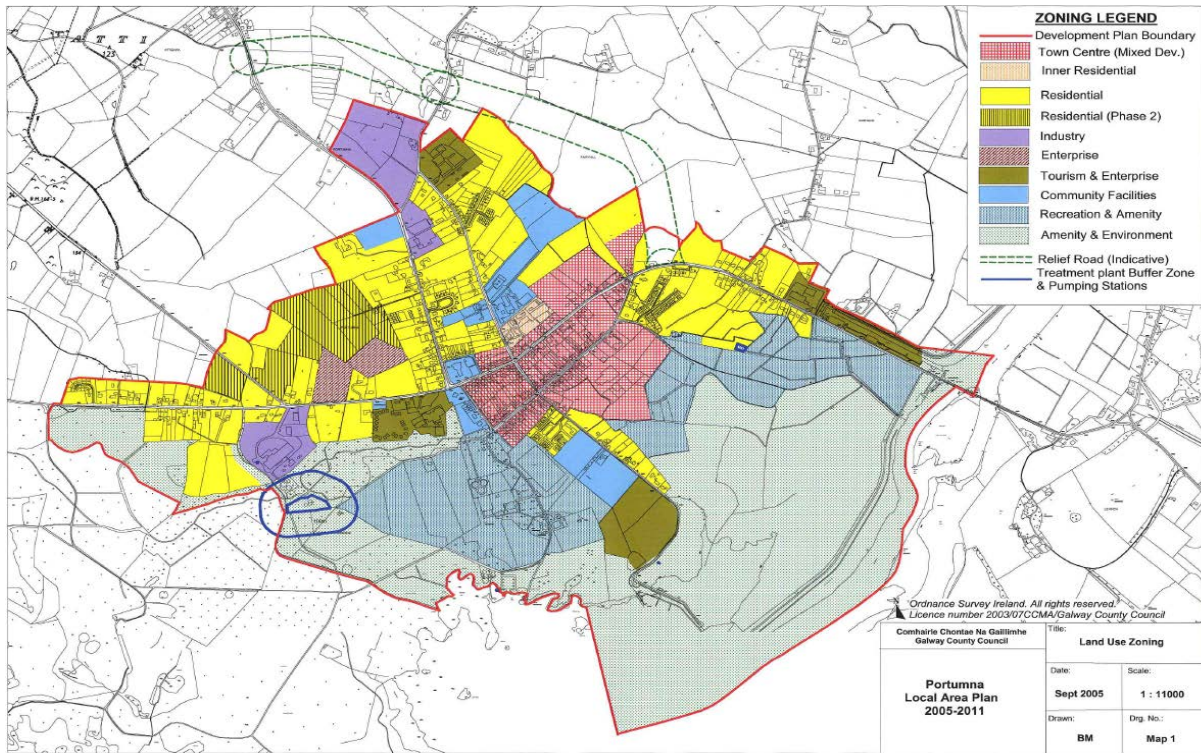 ZONING LEGEND
Development Plan Boundary
Town Centre (Mixed Dev.)
Inner Residential
Residential
Residential (Phase 2)
Industry
Enterprise
Tourism & Enterprise
Community Facilities
Recreation & Amenity
Amenity & Environment
Relief Road (Indicative)
Treatment plant Buffer Zone
& Pumping Stations
123
Ordnance Survey Ireland. All rights reserved.
Licence number 2003/07CCMA/Galway County Council
Comhairle Chontae Na Gaillimhe
Galway County Council
Portumna
Local Area Plan
2005-2011
Title:
Land Use Zoning
Date:
Sept 2005
Scale:
1 : 11000
Drawn:
BM
Drg. No.:
Map 1